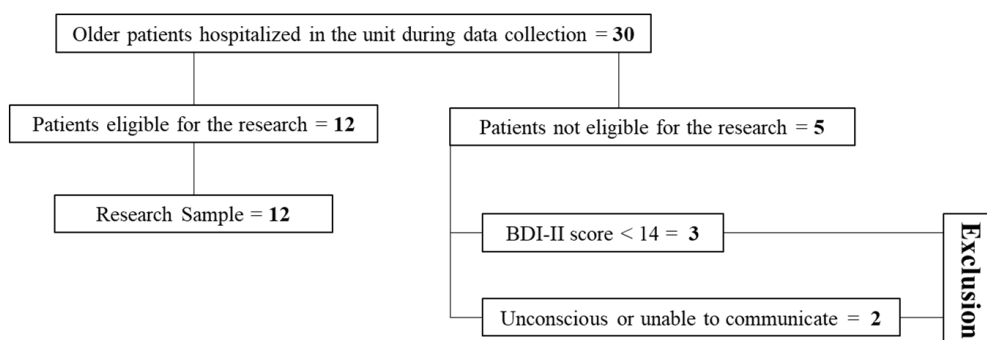 Older patients hospitalized in the unit during data collection = 30
Patients eligible for the research = 12
Patients not eligible for the research = 5
Research Sample = 12
BDI-II score < 14 = 3
Unconscious or unable to communicate = 2
Exclusion